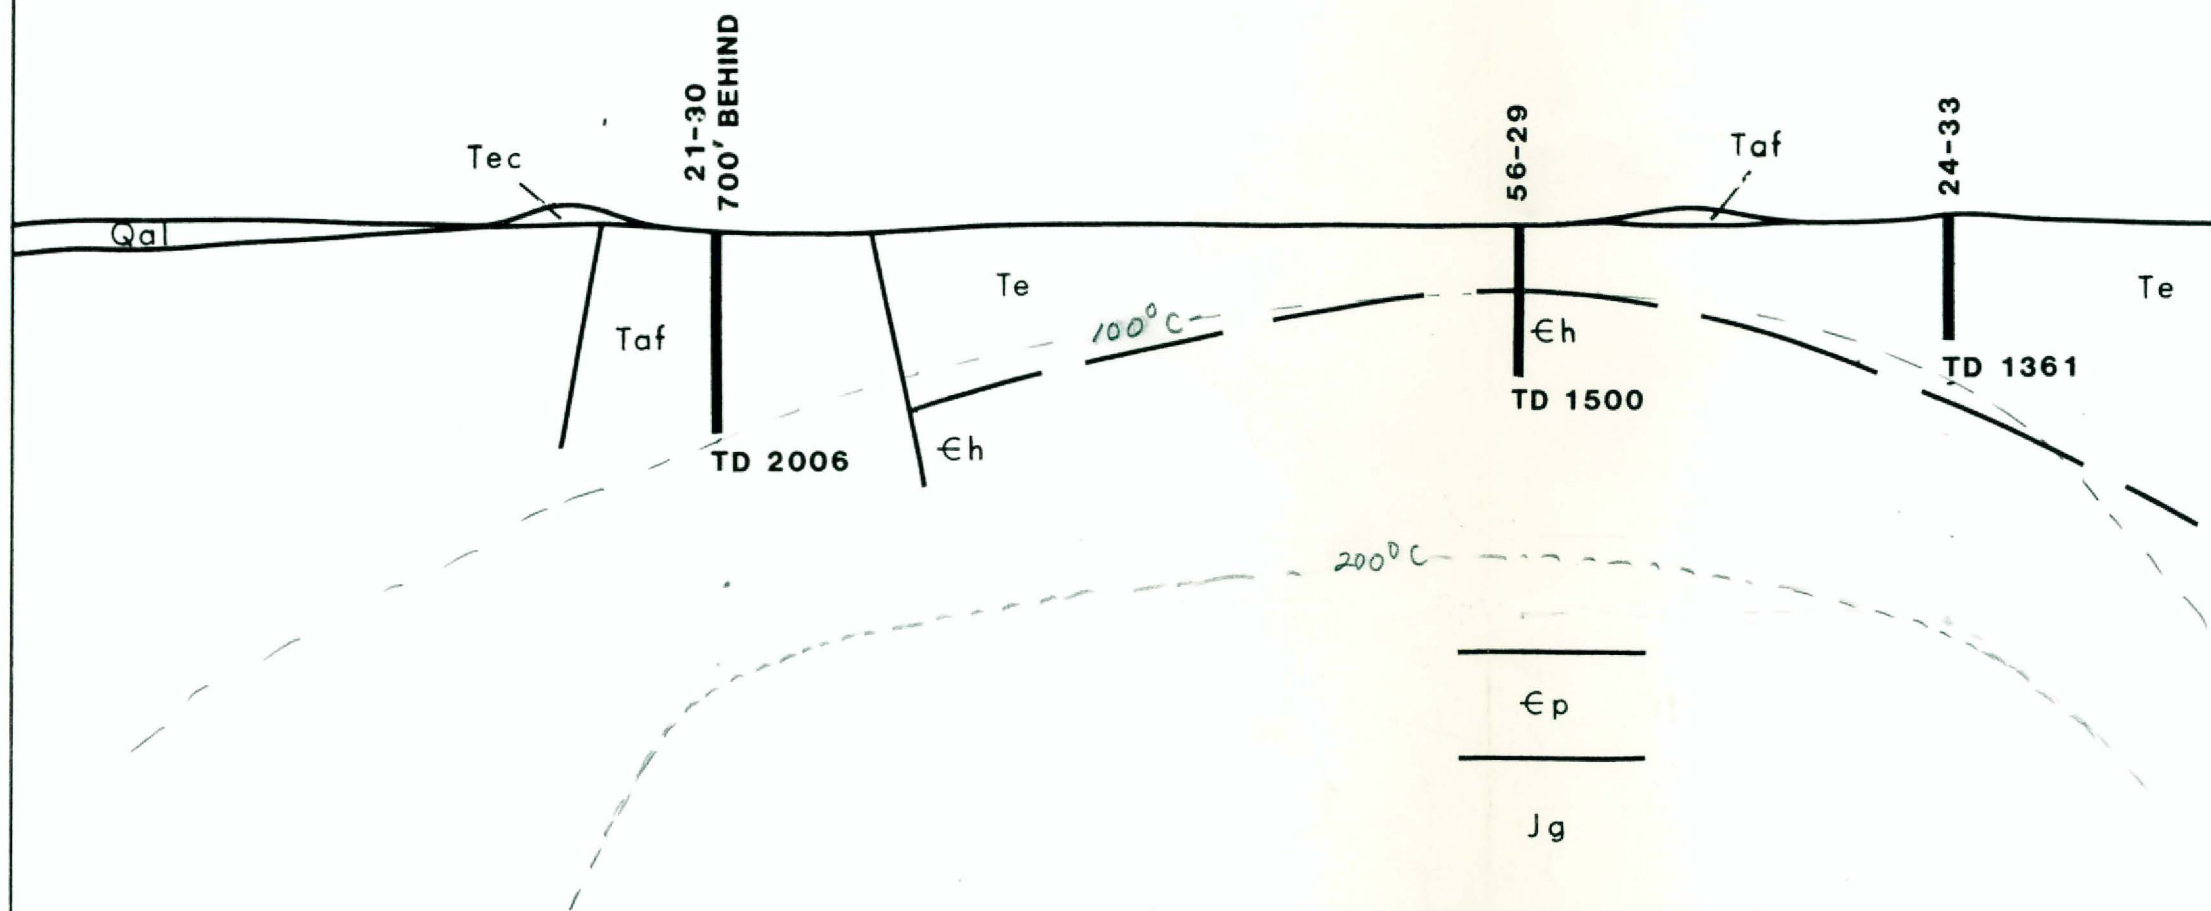 21-30
700' BEHIND
56-29
24-33
Tec
Taf
Qal
Te
Te
100°C
Taf
Єh
TD 1361
TD 1500
TD 2006
Єh
200°C
Єp
Jg